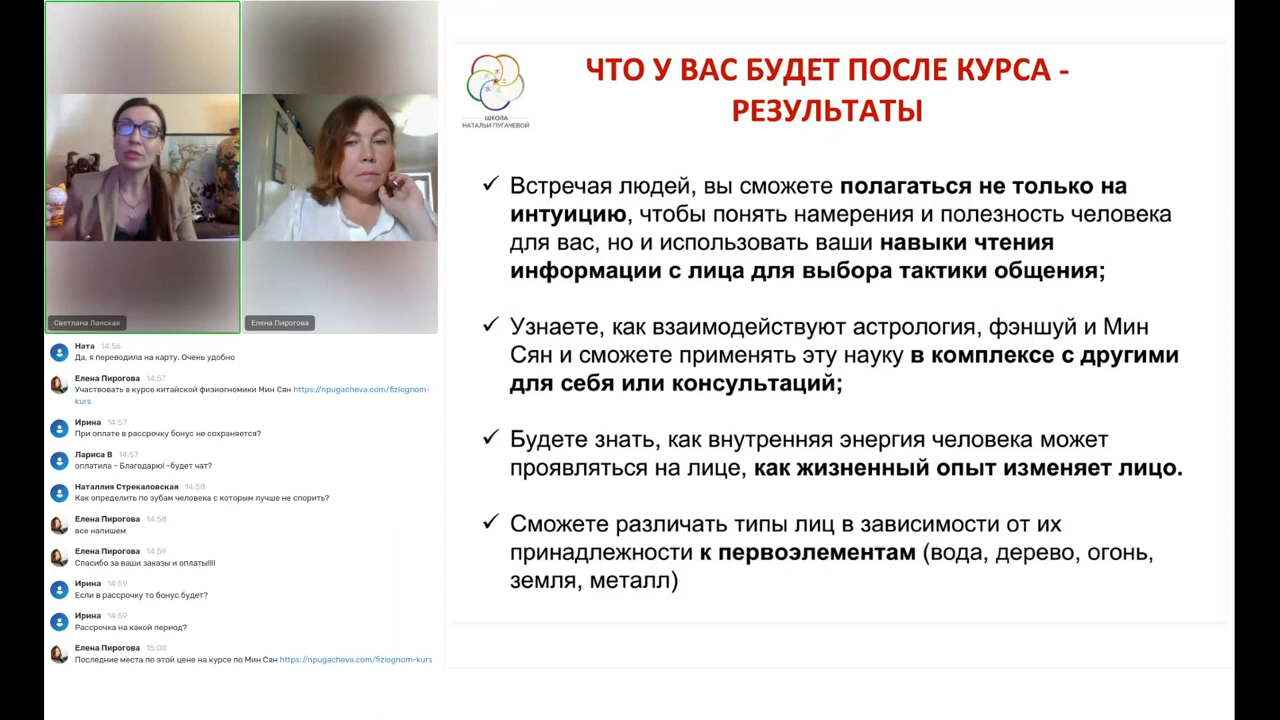 Светлана Ланская
Елена Пирогова
Ната 14:56
Да, я переводила на карту. Очень удобно
Елена Пирогова 14:57
Участвовать в курсе китайской физиогномики Мин Сян https://npugacheva.com/fiziognom-
kurs
Ирина 14:57
При оплате в рассрочку бонус не сохраняется?
Лариса В 14:57
оплатила - Благодарю! -будет чат?
Наталлия Стрекаловская 14:58
Как определить по зубам человека с которым лучше не спорить?
Елена Пирогова 14:58
все напишем
Елена Пирогова 14:59
Спасибо за ваши заказы и оплаты!!!!
Ирина 14:59
Если в рассрочку то бонус будет?
Ирина 14:59
Рассрочка на какой период?
Елена Пирогова 15:00
Последние места по этой цене на курсе по Мин Сян https://npugacheva.com/fiziognom-kurs
ШКОЛА
НАТАЛЬИ ПУГАЧЕВОЙ
ЧТО У ВАС БУДЕТ ПОСЛЕ КУРСА -
РЕЗУЛЬТАТЫ
✓ Встречая людей, вы сможете полагаться не только на
интуицию, чтобы понять намерения и полезность человека
для вас, но и использовать ваши навыки чтения
информации с лица для выбора тактики общения;
✓ Узнаете, как взаимодействуют астрология, фэншуй и Мин
Сян и сможете применять эту науку в комплексе с другими
для себя или консультаций;
✓ Будете знать, как внутренняя энергия человека может
проявляться на лице, как жизненный опыт изменяет лицо.
✓ Сможете различать типы лиц в зависимости от их
принадлежности к первоэлементам (вода, дерево, огонь,
земля, металл)